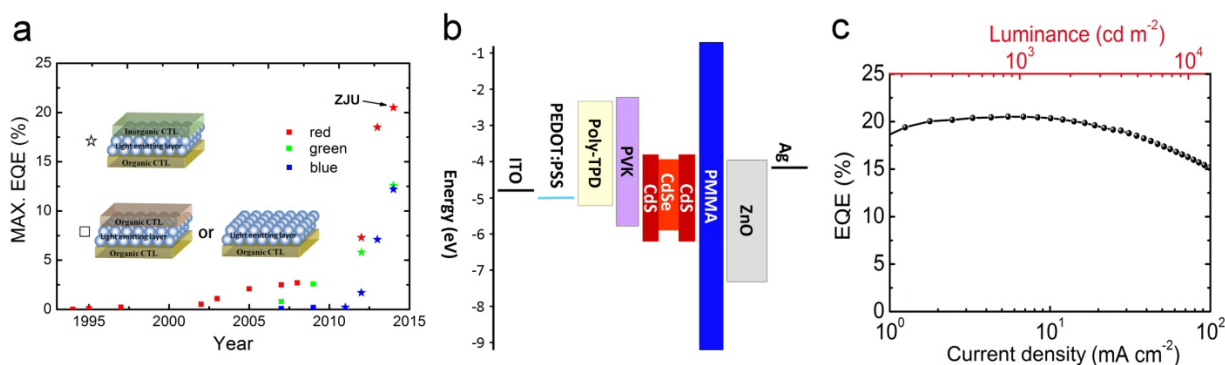 a
MAX. EQE (%)
25
20
15
10
5
0
1995
2000
2005
2010
2015
Year
ZJU
red
green
blue
Inorganic CTL
Light emitting layer
Organic CTL
Organic CTL
Light emitting layer
Organic CTL
or
Light emitting layer
Organic CTL
b
Energy (eV)
-1
-2
-3
-4
-5
-6
-7
-8
-9
ITO
PEDOT:PSS
Poly-TPD
PVK
CdS
CdSe
CdS
PMMA
ZnO
Ag
c
Luminance (cd m⁻²)
10³
10⁴
EQE (%)
25
20
15
10
5
0
10⁰
10¹
10²
Current density (mA cm⁻²)